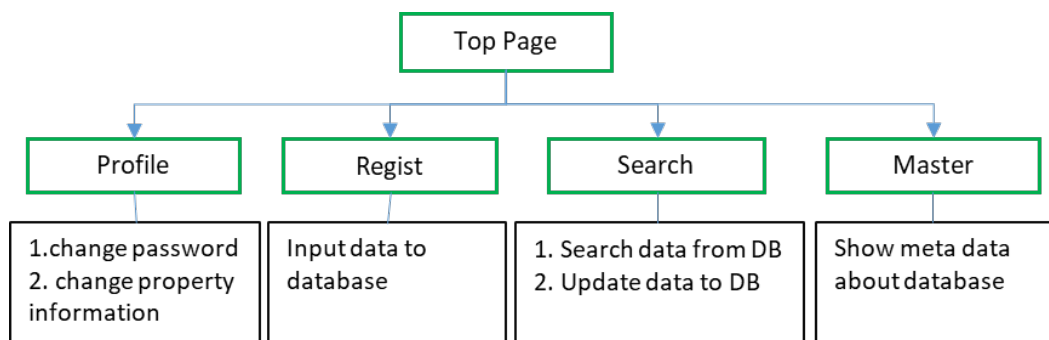 Top Page
Profile
Regist
Search
Master
1.change password
2. change property
information
Input data to
database
1. Search data from DB
2. Update data to DB
Show meta data
about database